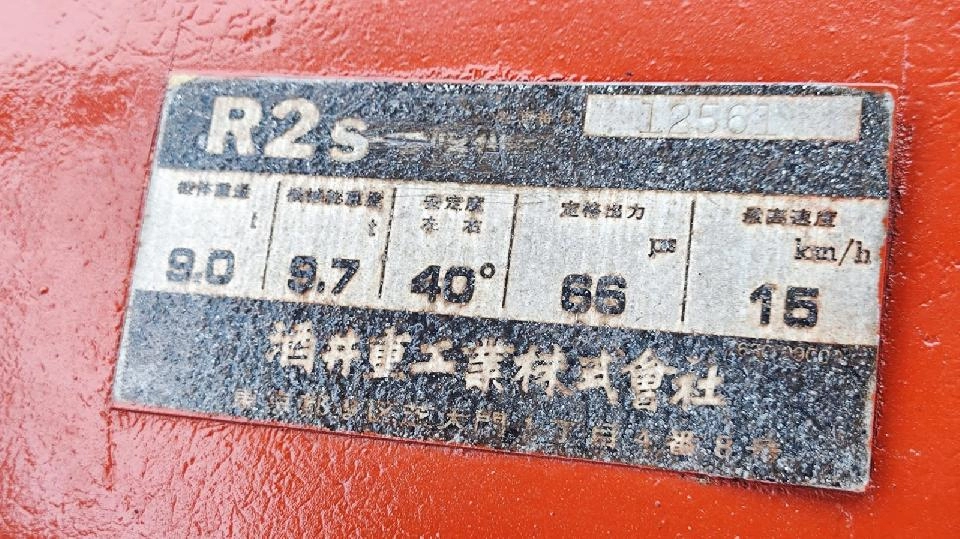 R2s 12561
機体重量 機械総重量 安定度 定格出力 最高速度
t t 左 右 ps km/h
9.0 9.7 40° 66 15
酒井重工業株式會社
東京都港区芝大門1丁目4番8号